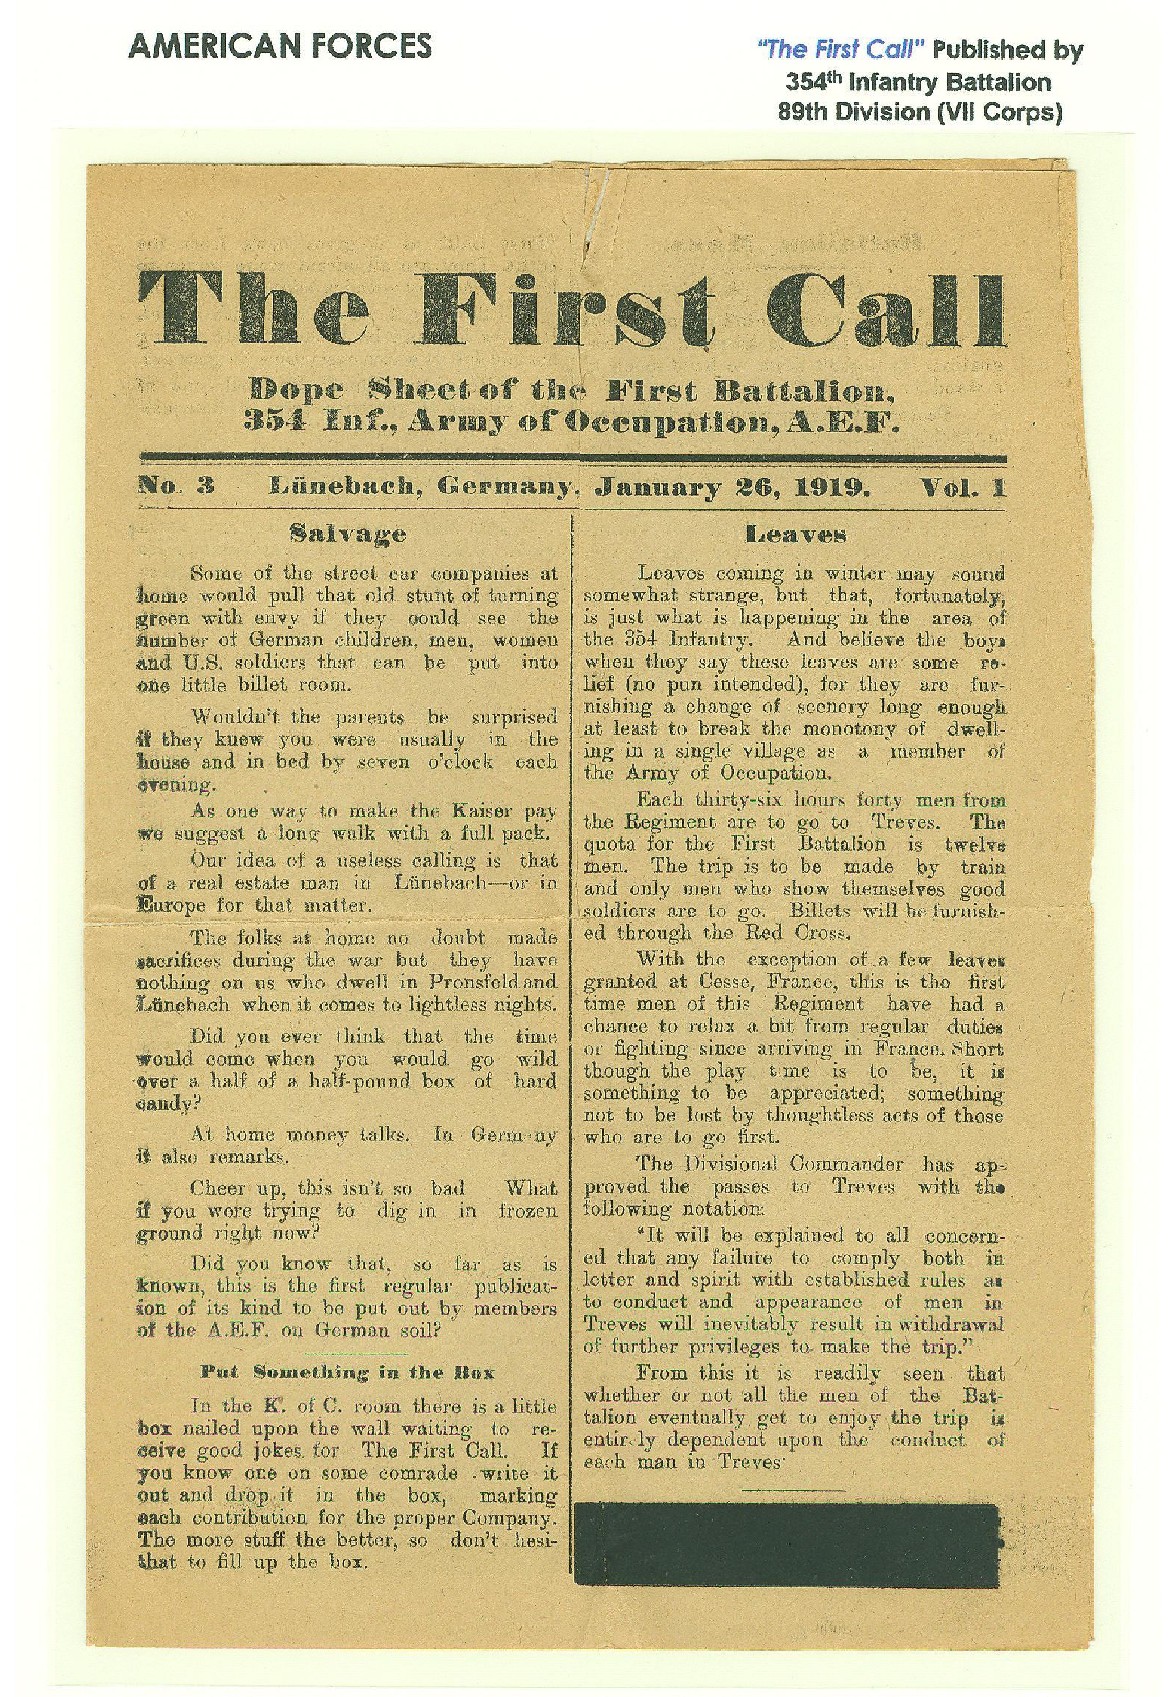 AMERICAN FORCES
"The First Call" Published by
354th Infantry Battalion
89th Division (VII Corps)
The First Call
Dope Sheet of the First Battalion,
354 Inf., Army of Occupation, A.E.F.
No. 3 Lünebach, Germany, January 26, 1919. Vol. 1
Salvage
Some of the street car companies at
home would pull that old stunt of turning
green with envy if they could see the
number of German children, men, women
and U.S. soldiers that can be put into
one little billet room.
Wouldn't the parents be surprised
if they knew you were usually in the
house and in bed by seven o'clock each
evening.
As one way to make the Kaiser pay
we suggest a long walk with a full pack.
Our idea of a useless calling is that
of a real estate man in Lünebach—or in
Europe for that matter.
The folks at home no doubt made
sacrifices during the war but they have
nothing on us who dwell in Pronsfeld and
Lünebach when it comes to lightless nights.
Did you ever think that the time
would come when you would go wild
over a half of a half-pound box of hard
candy?
At home money talks. In Germany
it also remarks.
Cheer up, this isn't so bad What
if you were trying to dig in in frozen
ground right now?
Did you know that, so far as is
known, this is the first regular publicat-
ion of its kind to be put out by members
of the A.E.F. on German soil?
Put Something in the Box
In the K. of C. room there is a little
box nailed upon the wall waiting to re-
ceive good jokes for The First Call. If
you know one on some comrade write it
out and drop it in the box, marking
each contribution for the proper Company.
The more stuff the better, so don't hesi-
that to fill up the box.
Leaves
Leaves coming in winter may sound
somewhat strange, but that, fortunately,
is just what is happening in the area of
the 354 Infantry. And believe the boys
when they say these leaves are some re-
lief (no pun intended), for they are fur-
nishing a change of scenery long enough
at least to break the monotony of dwell-
ing in a single village as a member of
the Army of Occupation.
Each thirty-six hours forty men from
the Regiment are to go to Treves. The
quota for the First Battalion is twelve
men. The trip is to be made by train
and only men who show themselves good
soldiers are to go. Billets will be furnish-
ed through the Red Cross.
With the exception of a few leaves
granted at Cesse, France, this is the first
time men of this Regiment have had a
chance to relax a bit from regular duties
or fighting since arriving in France. Short
though the play time is to be, it is
something to be appreciated; something
not to be lost by thoughtless acts of those
who are to go first.
The Divisional Commander has ap-
proved the passes to Treves with the
following notation:
"It will be explained to all concern-
ed that any failure to comply both in
letter and spirit with established rules as
to conduct and appearance of men in
Treves will inevitably result in withdrawal
of further privileges to make the trip."
From this it is readily seen that
whether or not all the men of the Bat-
talion eventually get to enjoy the trip is
entirely dependent upon the conduct of
each man in Treves